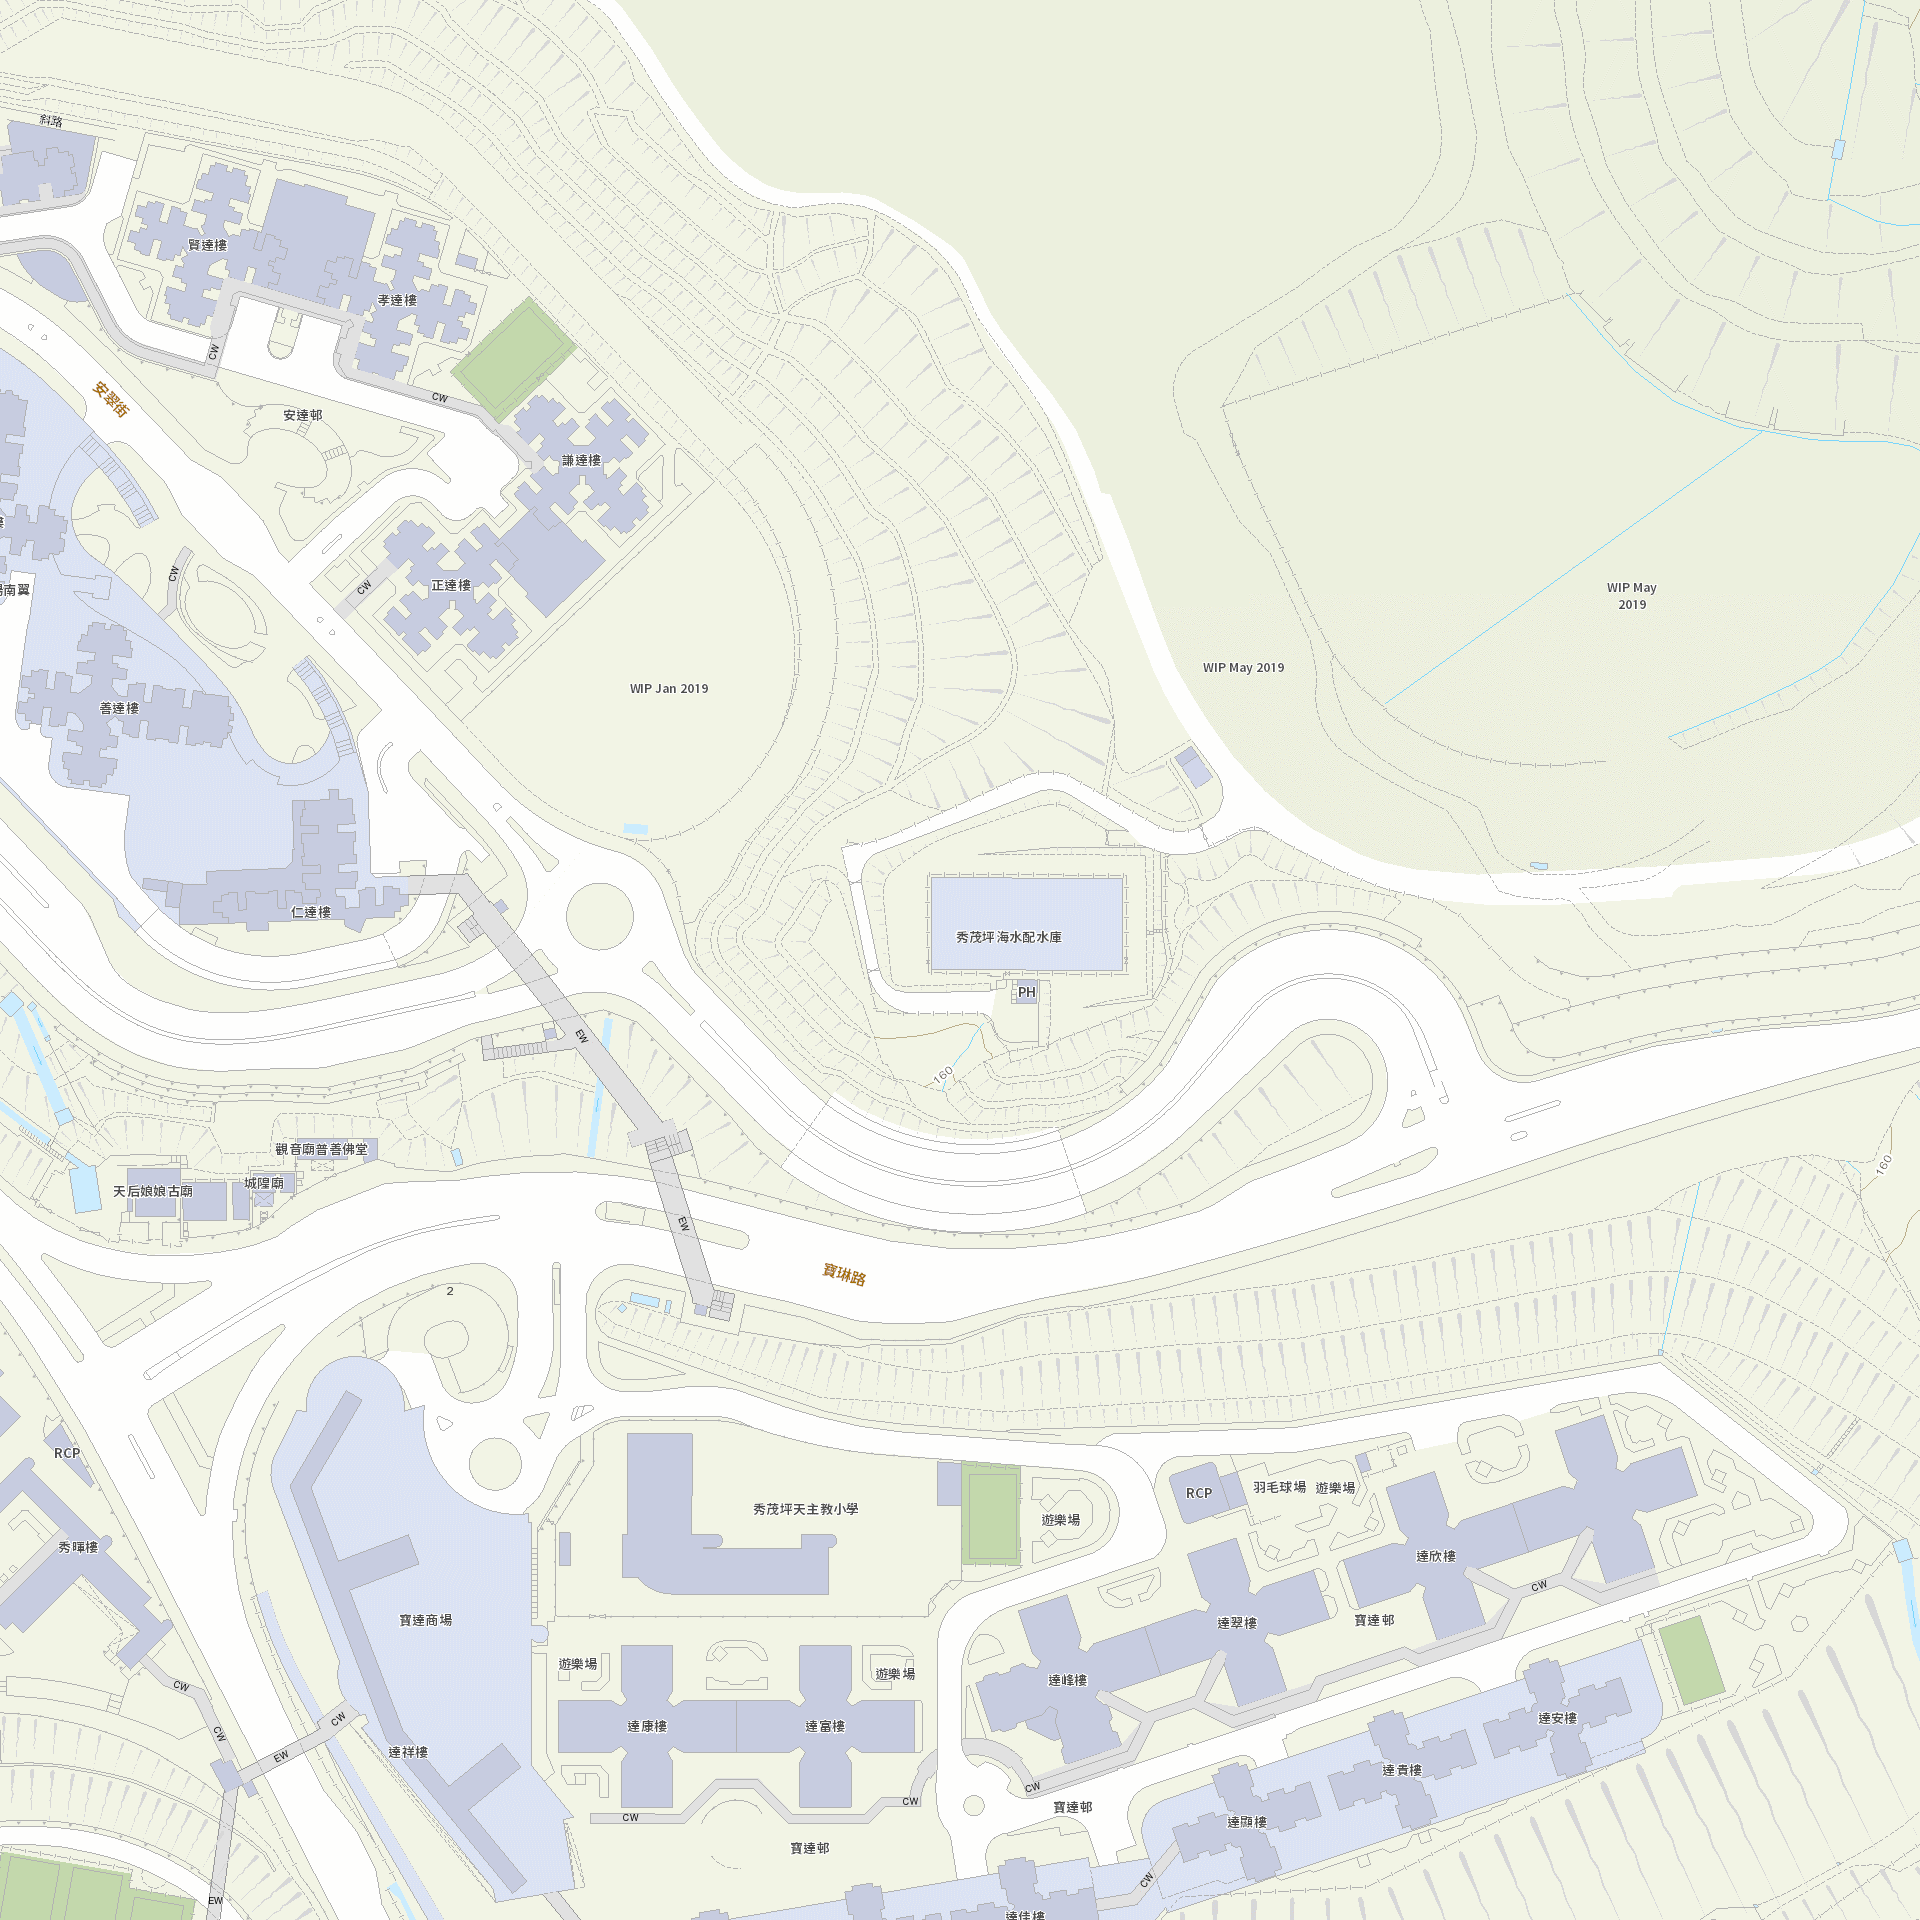 斜路
賢達樓
孝達樓
CW
CW
安翠街
安達邨
謙達樓
CW
CW
正達樓
南翼
WIP May
2019
WIP May 2019
WIP Jan 2019
善達樓
仁達樓
秀茂坪海水配水庫
PH
EW
160
觀音廟普善佛堂
城隍廟
天后娘娘古廟
160
EW
寶琳路
2
RCP
秀茂坪天主教小學
遊樂場
RCP
羽毛球場
遊樂場
秀暉樓
達欣樓
CW
寶達商場
達翠樓
寶達邨
遊樂場
遊樂場
達峰樓
CW
CW
CW
EW
達康樓
達富樓
達安樓
達祥樓
達貴樓
CW
CW
CW
寶達邨
達顯樓
寶達邨
CW
EW
達佳樓